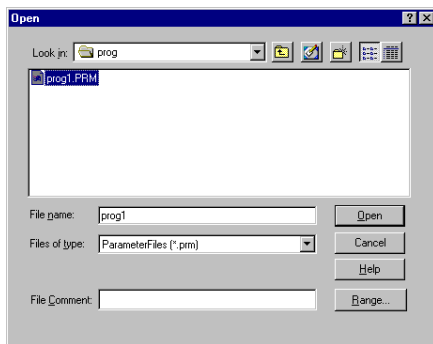 Open
Look in: prog
prog1.PRM
File name: prog1 Open
Files of type: ParameterFiles (*.prm) Cancel
Help
File Comment: Range...